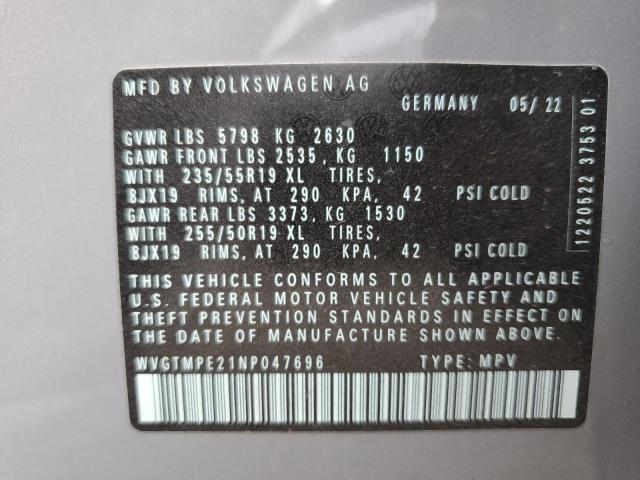 MFD BY VOLKSWAGEN AG
GERMANY 05/ 22
GVWR LBS 5798 KG 2630
GAWR FRONT LBS 2535, KG 1150
WITH 235/55R19 XL TIRES,
8JX19 RIMS, AT 290 KPA, 42 PSI COLD
GAWR REAR LBS 3373, KG 1530
WITH 255/50R19 XL TIRES,
8JX19 RIMS, AT 290 KPA, 42 PSI COLD
THIS VEHICLE CONFORMS TO ALL APPLICABLE
U.S. FEDERAL MOTOR VEHICLE SAFETY AND
THEFT PREVENTION STANDARDS IN EFFECT ON
THE DATE OF MANUFACTURE SHOWN ABOVE.
WVGTMPE21NP047696 TYPE: MPV
1220522 3753 01